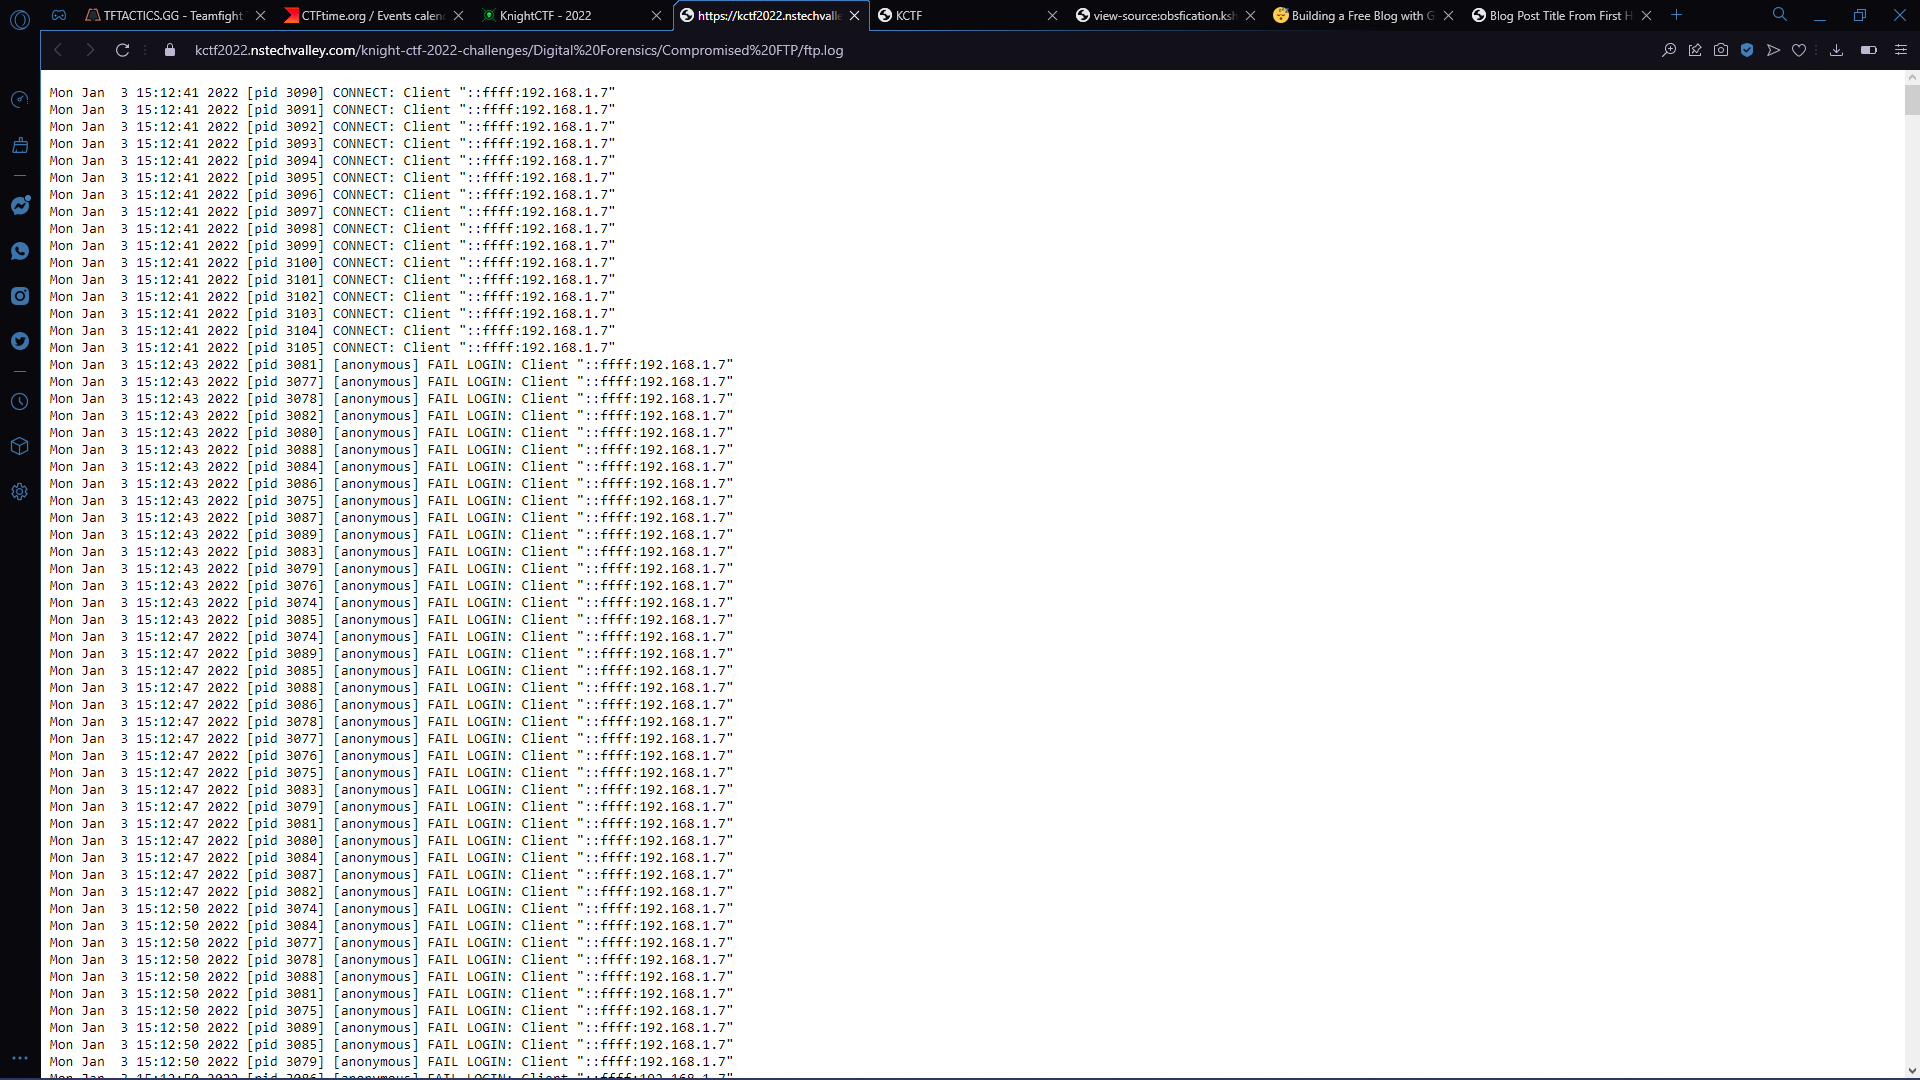 TFTACTICS.GG - Teamfight
CTFtime.org / Events calen
KnightCTF - 2022
https://kctf2022.nstechvalle
KCTF
view-source:obsfication.ksh
Building a Free Blog with G
Blog Post Title From First H
kctf2022.nstechvalley.com/knight-ctf-2022-challenges/Digital%20Forensics/Compromised%20FTP/ftp.log
Mon Jan  3 15:12:41 2022 [pid 3090] CONNECT: Client "::ffff:192.168.1.7"
Mon Jan  3 15:12:41 2022 [pid 3091] CONNECT: Client "::ffff:192.168.1.7"
Mon Jan  3 15:12:41 2022 [pid 3092] CONNECT: Client "::ffff:192.168.1.7"
Mon Jan  3 15:12:41 2022 [pid 3093] CONNECT: Client "::ffff:192.168.1.7"
Mon Jan  3 15:12:41 2022 [pid 3094] CONNECT: Client "::ffff:192.168.1.7"
Mon Jan  3 15:12:41 2022 [pid 3095] CONNECT: Client "::ffff:192.168.1.7"
Mon Jan  3 15:12:41 2022 [pid 3096] CONNECT: Client "::ffff:192.168.1.7"
Mon Jan  3 15:12:41 2022 [pid 3097] CONNECT: Client "::ffff:192.168.1.7"
Mon Jan  3 15:12:41 2022 [pid 3098] CONNECT: Client "::ffff:192.168.1.7"
Mon Jan  3 15:12:41 2022 [pid 3099] CONNECT: Client "::ffff:192.168.1.7"
Mon Jan  3 15:12:41 2022 [pid 3100] CONNECT: Client "::ffff:192.168.1.7"
Mon Jan  3 15:12:41 2022 [pid 3101] CONNECT: Client "::ffff:192.168.1.7"
Mon Jan  3 15:12:41 2022 [pid 3102] CONNECT: Client "::ffff:192.168.1.7"
Mon Jan  3 15:12:41 2022 [pid 3103] CONNECT: Client "::ffff:192.168.1.7"
Mon Jan  3 15:12:41 2022 [pid 3104] CONNECT: Client "::ffff:192.168.1.7"
Mon Jan  3 15:12:41 2022 [pid 3105] CONNECT: Client "::ffff:192.168.1.7"
Mon Jan  3 15:12:43 2022 [pid 3081] [anonymous] FAIL LOGIN: Client "::ffff:192.168.1.7"
Mon Jan  3 15:12:43 2022 [pid 3077] [anonymous] FAIL LOGIN: Client "::ffff:192.168.1.7"
Mon Jan  3 15:12:43 2022 [pid 3078] [anonymous] FAIL LOGIN: Client "::ffff:192.168.1.7"
Mon Jan  3 15:12:43 2022 [pid 3082] [anonymous] FAIL LOGIN: Client "::ffff:192.168.1.7"
Mon Jan  3 15:12:43 2022 [pid 3080] [anonymous] FAIL LOGIN: Client "::ffff:192.168.1.7"
Mon Jan  3 15:12:43 2022 [pid 3088] [anonymous] FAIL LOGIN: Client "::ffff:192.168.1.7"
Mon Jan  3 15:12:43 2022 [pid 3084] [anonymous] FAIL LOGIN: Client "::ffff:192.168.1.7"
Mon Jan  3 15:12:43 2022 [pid 3086] [anonymous] FAIL LOGIN: Client "::ffff:192.168.1.7"
Mon Jan  3 15:12:43 2022 [pid 3075] [anonymous] FAIL LOGIN: Client "::ffff:192.168.1.7"
Mon Jan  3 15:12:43 2022 [pid 3087] [anonymous] FAIL LOGIN: Client "::ffff:192.168.1.7"
Mon Jan  3 15:12:43 2022 [pid 3089] [anonymous] FAIL LOGIN: Client "::ffff:192.168.1.7"
Mon Jan  3 15:12:43 2022 [pid 3083] [anonymous] FAIL LOGIN: Client "::ffff:192.168.1.7"
Mon Jan  3 15:12:43 2022 [pid 3079] [anonymous] FAIL LOGIN: Client "::ffff:192.168.1.7"
Mon Jan  3 15:12:43 2022 [pid 3076] [anonymous] FAIL LOGIN: Client "::ffff:192.168.1.7"
Mon Jan  3 15:12:43 2022 [pid 3074] [anonymous] FAIL LOGIN: Client "::ffff:192.168.1.7"
Mon Jan  3 15:12:43 2022 [pid 3085] [anonymous] FAIL LOGIN: Client "::ffff:192.168.1.7"
Mon Jan  3 15:12:47 2022 [pid 3074] [anonymous] FAIL LOGIN: Client "::ffff:192.168.1.7"
Mon Jan  3 15:12:47 2022 [pid 3089] [anonymous] FAIL LOGIN: Client "::ffff:192.168.1.7"
Mon Jan  3 15:12:47 2022 [pid 3085] [anonymous] FAIL LOGIN: Client "::ffff:192.168.1.7"
Mon Jan  3 15:12:47 2022 [pid 3088] [anonymous] FAIL LOGIN: Client "::ffff:192.168.1.7"
Mon Jan  3 15:12:47 2022 [pid 3086] [anonymous] FAIL LOGIN: Client "::ffff:192.168.1.7"
Mon Jan  3 15:12:47 2022 [pid 3078] [anonymous] FAIL LOGIN: Client "::ffff:192.168.1.7"
Mon Jan  3 15:12:47 2022 [pid 3077] [anonymous] FAIL LOGIN: Client "::ffff:192.168.1.7"
Mon Jan  3 15:12:47 2022 [pid 3076] [anonymous] FAIL LOGIN: Client "::ffff:192.168.1.7"
Mon Jan  3 15:12:47 2022 [pid 3075] [anonymous] FAIL LOGIN: Client "::ffff:192.168.1.7"
Mon Jan  3 15:12:47 2022 [pid 3083] [anonymous] FAIL LOGIN: Client "::ffff:192.168.1.7"
Mon Jan  3 15:12:47 2022 [pid 3079] [anonymous] FAIL LOGIN: Client "::ffff:192.168.1.7"
Mon Jan  3 15:12:47 2022 [pid 3081] [anonymous] FAIL LOGIN: Client "::ffff:192.168.1.7"
Mon Jan  3 15:12:47 2022 [pid 3080] [anonymous] FAIL LOGIN: Client "::ffff:192.168.1.7"
Mon Jan  3 15:12:47 2022 [pid 3084] [anonymous] FAIL LOGIN: Client "::ffff:192.168.1.7"
Mon Jan  3 15:12:47 2022 [pid 3087] [anonymous] FAIL LOGIN: Client "::ffff:192.168.1.7"
Mon Jan  3 15:12:47 2022 [pid 3082] [anonymous] FAIL LOGIN: Client "::ffff:192.168.1.7"
Mon Jan  3 15:12:50 2022 [pid 3074] [anonymous] FAIL LOGIN: Client "::ffff:192.168.1.7"
Mon Jan  3 15:12:50 2022 [pid 3084] [anonymous] FAIL LOGIN: Client "::ffff:192.168.1.7"
Mon Jan  3 15:12:50 2022 [pid 3077] [anonymous] FAIL LOGIN: Client "::ffff:192.168.1.7"
Mon Jan  3 15:12:50 2022 [pid 3078] [anonymous] FAIL LOGIN: Client "::ffff:192.168.1.7"
Mon Jan  3 15:12:50 2022 [pid 3088] [anonymous] FAIL LOGIN: Client "::ffff:192.168.1.7"
Mon Jan  3 15:12:50 2022 [pid 3081] [anonymous] FAIL LOGIN: Client "::ffff:192.168.1.7"
Mon Jan  3 15:12:50 2022 [pid 3075] [anonymous] FAIL LOGIN: Client "::ffff:192.168.1.7"
Mon Jan  3 15:12:50 2022 [pid 3089] [anonymous] FAIL LOGIN: Client "::ffff:192.168.1.7"
Mon Jan  3 15:12:50 2022 [pid 3085] [anonymous] FAIL LOGIN: Client "::ffff:192.168.1.7"
Mon Jan  3 15:12:50 2022 [pid 3079] [anonymous] FAIL LOGIN: Client "::ffff:192.168.1.7"
Mon Jan  3 15:12:50 2022 [pid 3086] [anonymous] FAIL LOGIN: Client "::ffff:192.168.1.7"